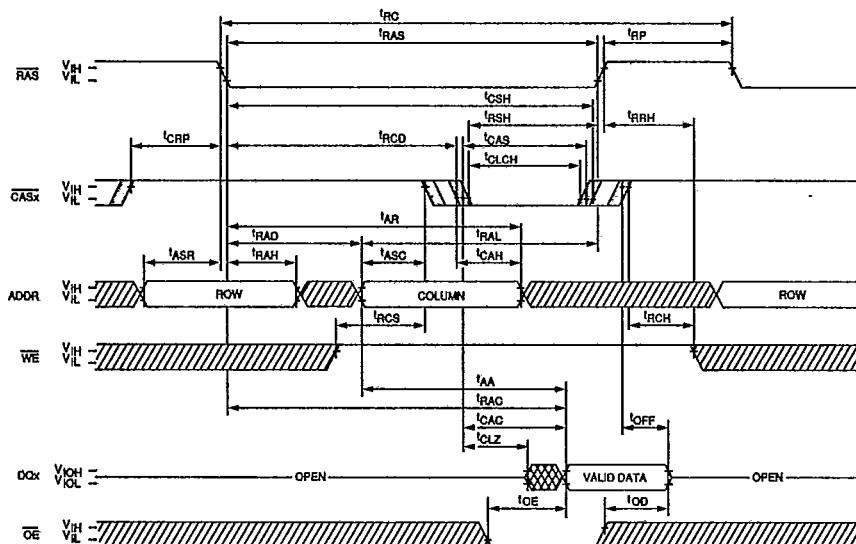 tRC
tRAS
tRP
RAS
VIH
VIL
tCSH
tRSH
tRRH
tCRP
tRCD
tCAS
tCLCH
CASx
VIH
VIL
tAR
tRAD
tRAL
tASR
tRAH
tASC
tCAH
ADDR
VIH
VIL
ROW
COLUMN
ROW
tRCS
tRCH
WE
VIH
VIL
tAA
tRAC
tCAC
tOFF
tCLZ
DQx
VIOH
VIOL
OPEN
VALID DATA
OPEN
tOE
tOD
OE
VIH
VIL